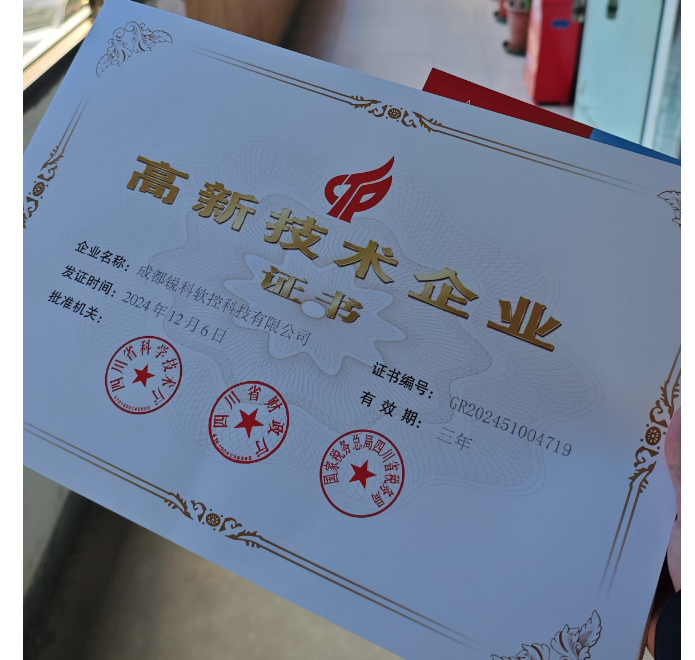 高新技术企业
证书
企业名称：成都锐科软控科技有限公司
发证时间：2024年12月6日
批准机关：
证书编号：GR202451004719
有效期：三年
四川省科学技术厅
四川省财政厅
国家税务总局四川省税务局